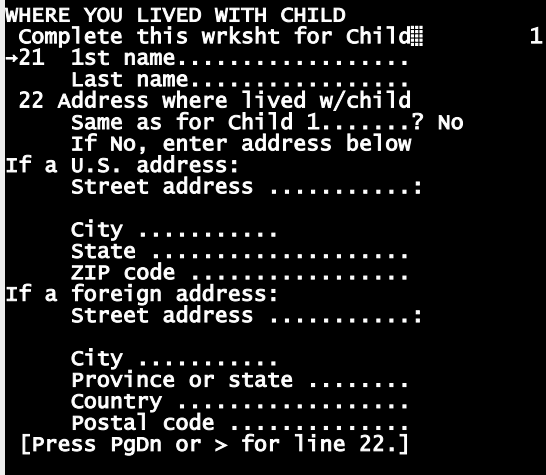 WHERE YOU LIVED WITH CHILD
Complete this wrksht for Child▒ 1
→21 1st name..................
Last name.................
22 Address where lived w/child
Same as for Child 1.......? No
If No, enter address below
If a U.S. address:
Street address ...........:
City ...........
State ....................
ZIP code .................
If a foreign address:
Street address ...........:
City ...........
Province or state ........
Country ..................
Postal code ..............
[Press PgDn or > for line 22.]